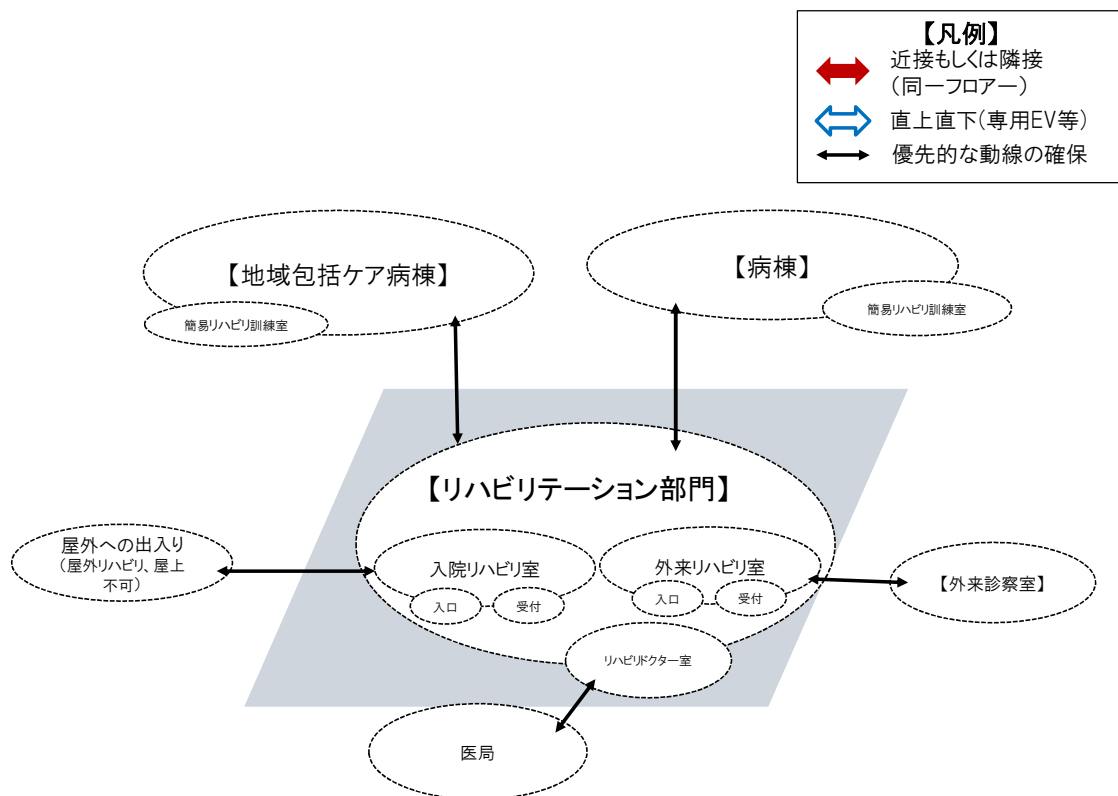 【凡例】
近接もしくは隣接
（同一フロアー）
直上直下(専用EV等)
優先的な動線の確保
【地域包括ケア病棟】
簡易リハビリ訓練室
【病棟】
簡易リハビリ訓練室
【リハビリテーション部門】
屋外への出入り
（屋外リハビリ、屋上
不可）
入院リハビリ室
入口
受付
外来リハビリ室
入口
受付
【外来診察室】
リハビリドクター室
医局